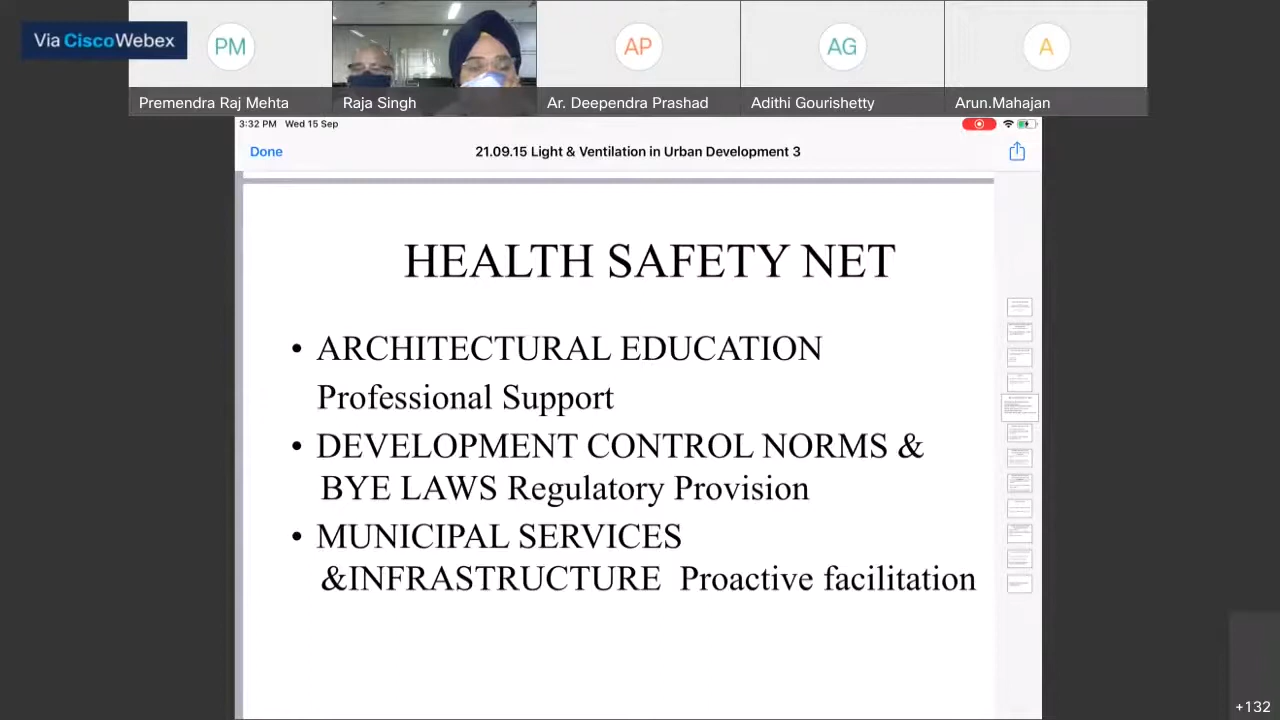 Via CiscoWebex
PM
AP
AG
A
Premendra Raj Mehta
Raja Singh
Ar. Deependra Prashad
Adithi Gourishetty
Arun.Mahajan
3:32 PM Wed 15 Sep
Done
21.09.15 Light & Ventilation in Urban Development 3
HEALTH SAFETY NET
• ARCHITECTURAL EDUCATION
Professional Support
• DEVELOPMENT CONTROL NORMS &
BYE LAWS Regulatory Provision
• MUNICIPAL SERVICES
&INFRASTRUCTURE Proactive facilitation
+132